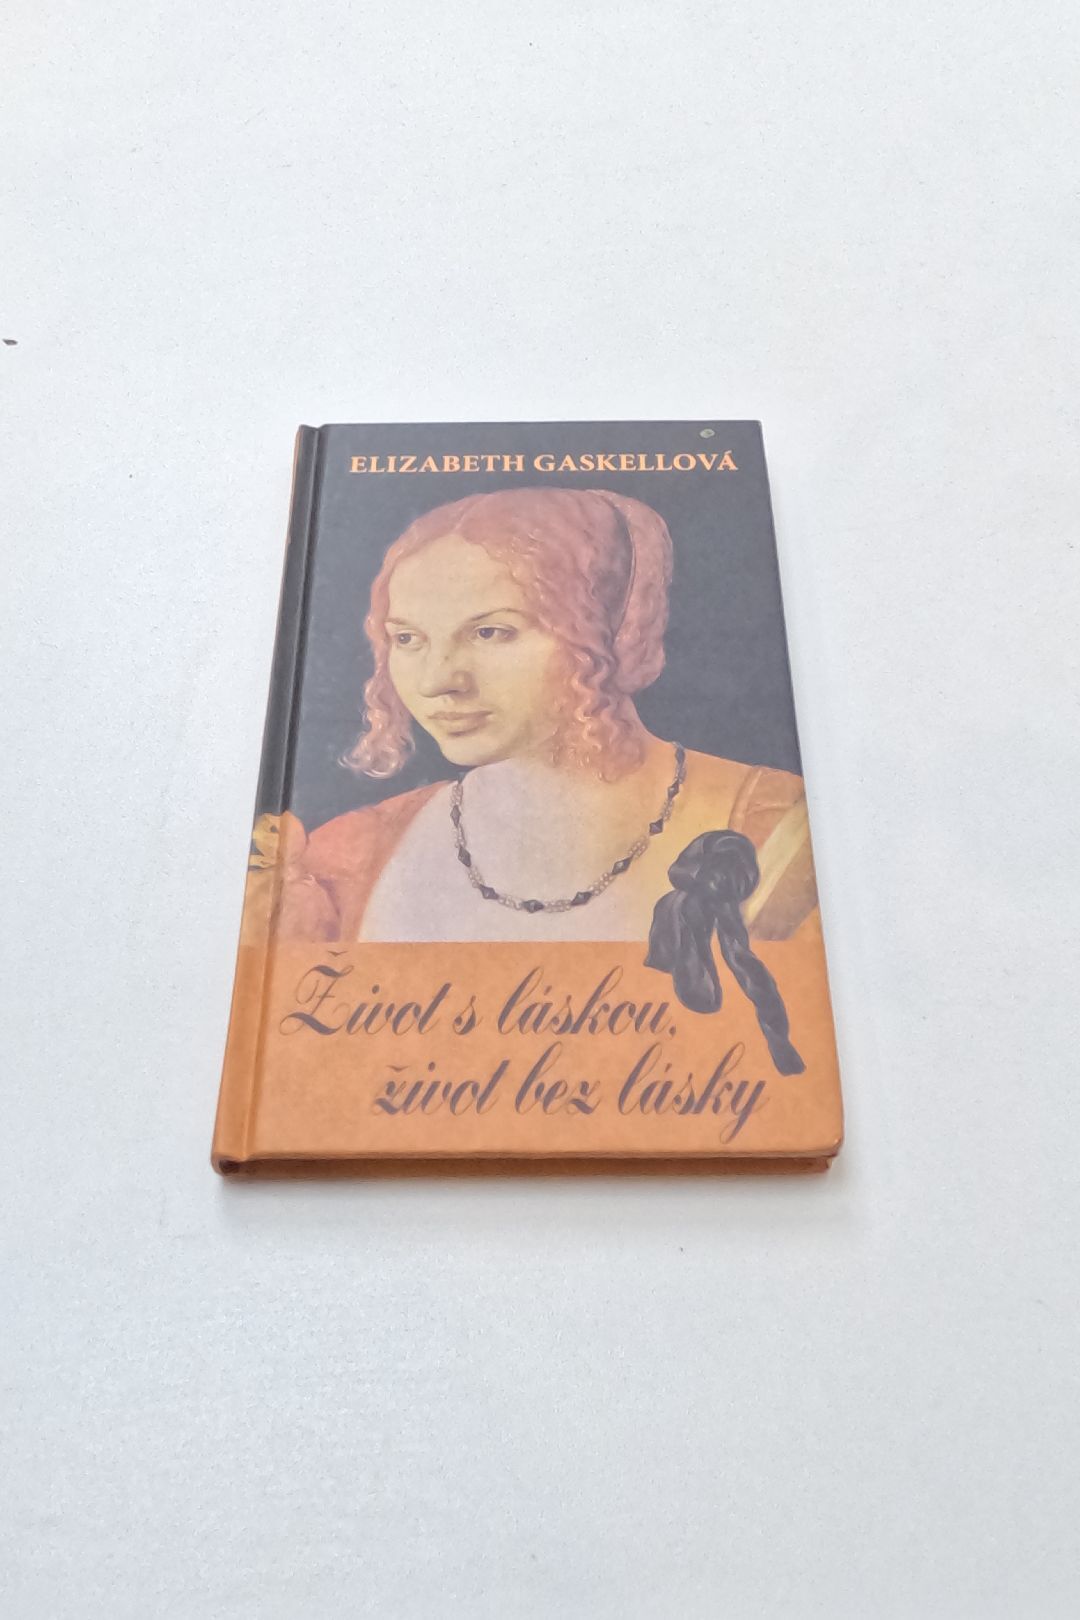 ELIZABETH GASKELLOVÁ
Život s láskou,
život bez lásky